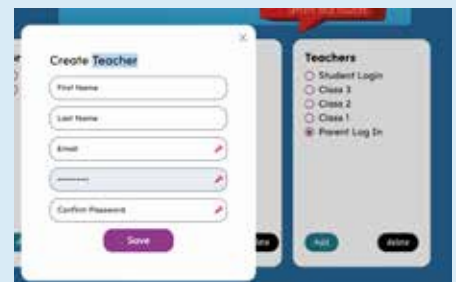 Create Teacher
First Name
Last Name
Email
Confirm Password
Save
Teachers
Student Login
Class 3
Class 2
Class 1
Parent Log In
Add
delete